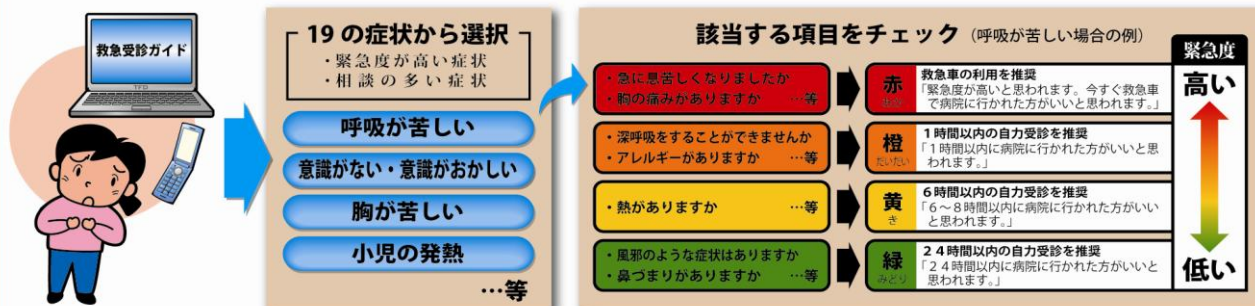 救急受診ガイド
TFD
19の症状から選択
・緊急度が高い症状
・相談の多い症状
呼吸が苦しい
意識がない・意識がおかしい
胸が苦しい
小児の発熱
…等
該当する項目をチェック（呼吸が苦しい場合の例）
緊急度
高い
低い
・急に息苦しくなりましたか
・胸の痛みがありますか …等
赤
あか
救急車の利用を推奨
「緊急度が高いと思われます。今すぐ救急車
で病院に行かれた方がいいと思われます。」
・深呼吸をすることができませんか
・アレルギーがありますか …等
橙
だいだい
1時間以内の自力受診を推奨
「1時間以内に病院に行かれた方がいいと思
われます。」
・熱がありますか …等
黄
き
6時間以内の自力受診を推奨
「6～8時間以内に病院に行かれた方がいい
と思われます。」
・風邪のような症状はありますか
・鼻づまりがありますか …等
緑
みどり
24時間以内の自力受診を推奨
「24時間以内に病院に行かれた方がいいと
思われます。」